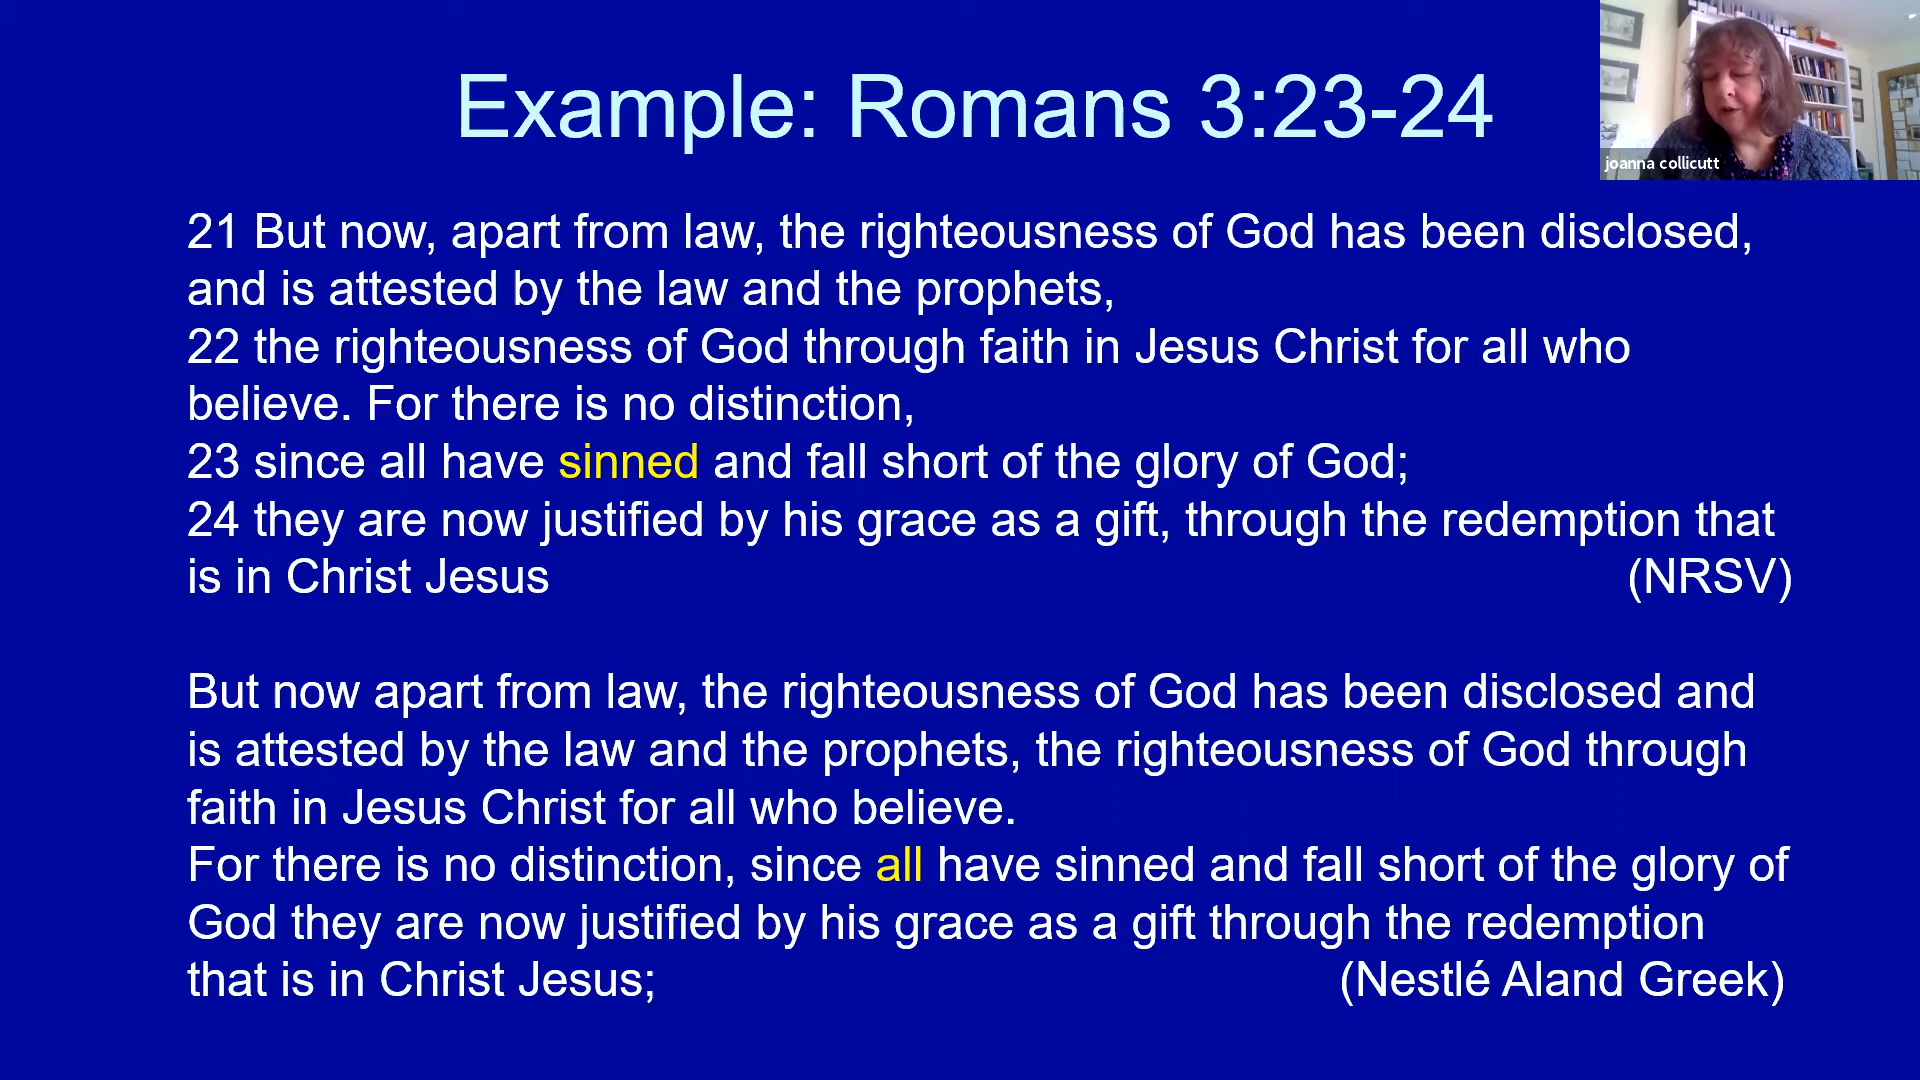 Example: Romans 3:23-24
joanna collicutt
21 But now, apart from law, the righteousness of God has been disclosed,
and is attested by the law and the prophets,
22 the righteousness of God through faith in Jesus Christ for all who
believe. For there is no distinction,
23 since all have sinned and fall short of the glory of God;
24 they are now justified by his grace as a gift, through the redemption that
is in Christ Jesus (NRSV)
But now apart from law, the righteousness of God has been disclosed and
is attested by the law and the prophets, the righteousness of God through
faith in Jesus Christ for all who believe.
For there is no distinction, since all have sinned and fall short of the glory of
God they are now justified by his grace as a gift through the redemption
that is in Christ Jesus; (Nestlé Aland Greek)